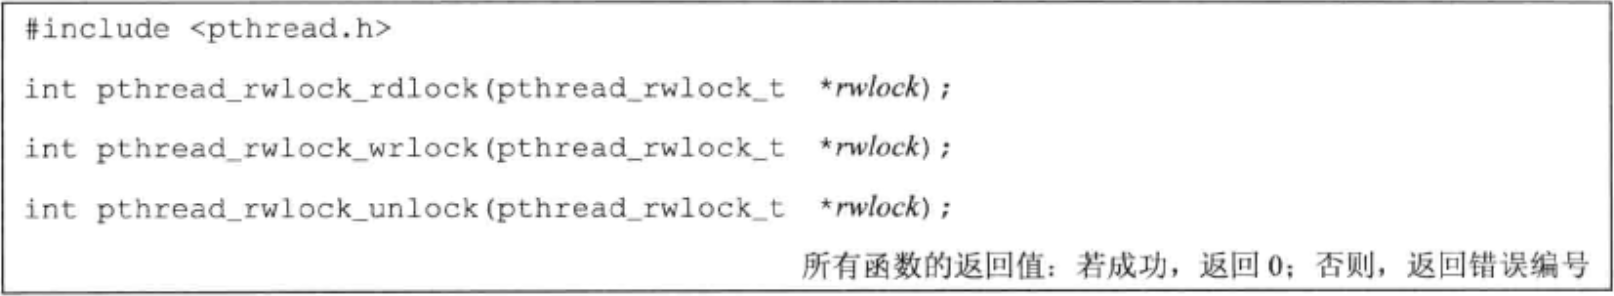 #include <pthread.h>
int pthread_rwlock_rdlock(pthread_rwlock_t *rwlock);
int pthread_rwlock_wrlock(pthread_rwlock_t *rwlock);
int pthread_rwlock_unlock(pthread_rwlock_t *rwlock);
所有函数的返回值：若成功，返回 0；否则，返回错误编号